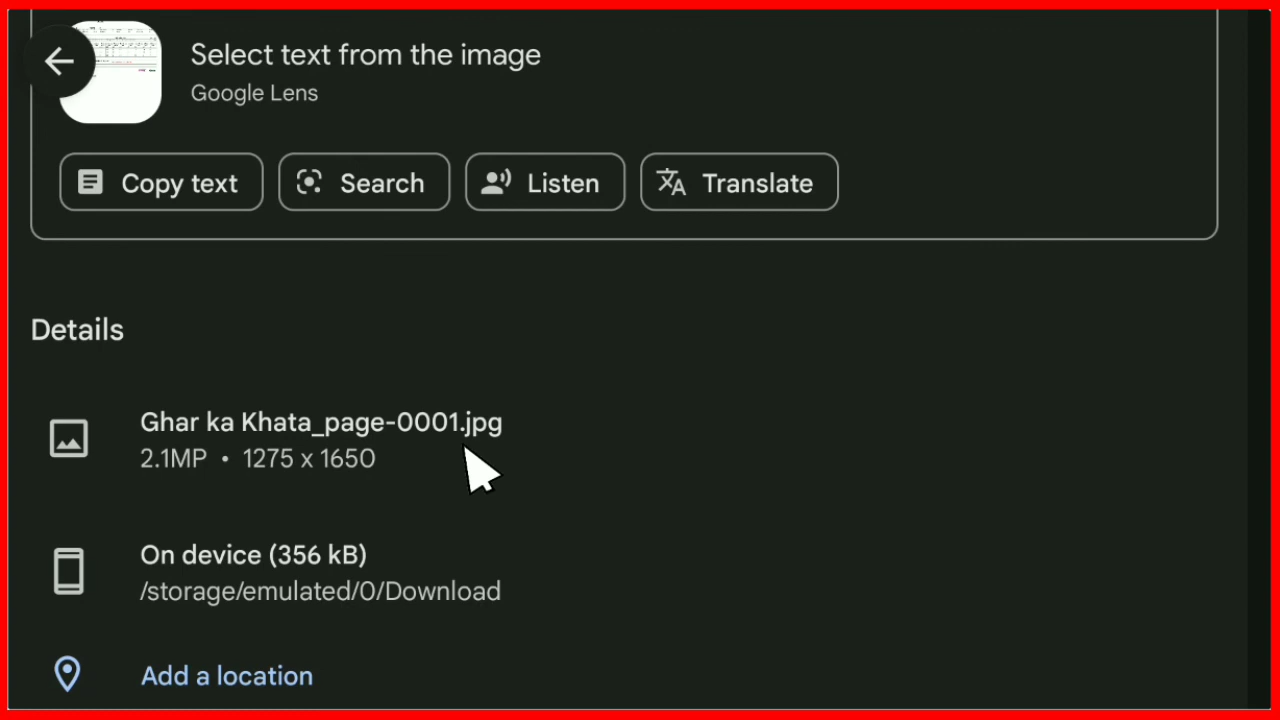 Select text from the image
Google Lens
Copy text
Search
Listen
Translate
Details
Ghar ka Khata_page-0001.jpg
2.1MP • 1275 x 1650
On device (356 kB)
/storage/emulated/0/Download
Add a location